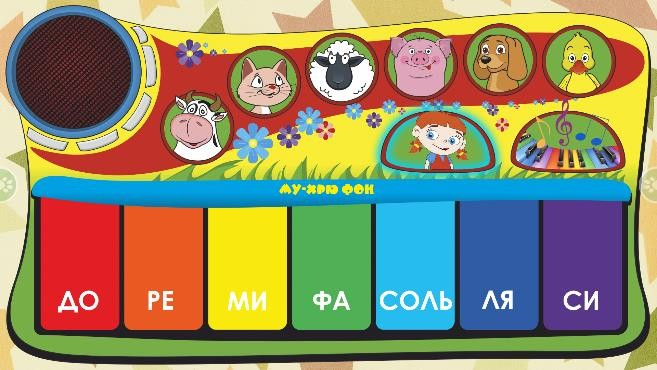 МУ-ХРЮ ФОН
ДО РЕ МИ ФА СОЛЬ ЛЯ СИ